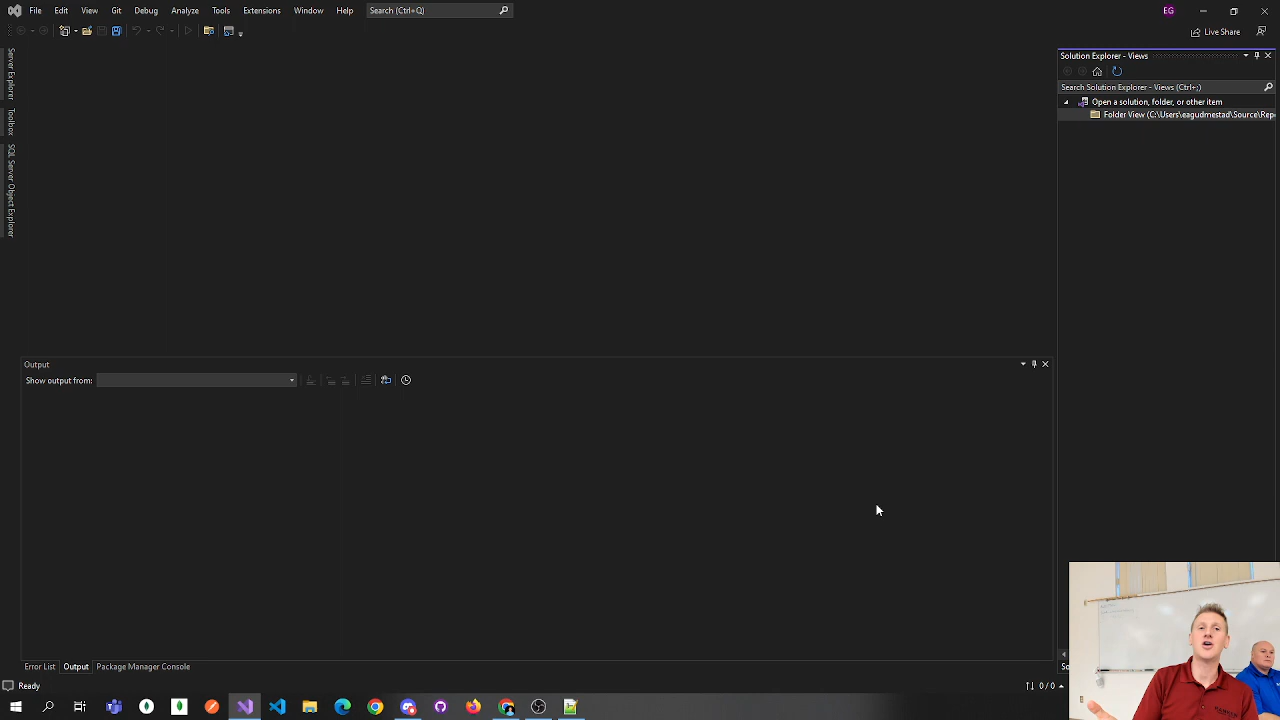 File Edit View Git Debug Analyze Tools Extensions Window Help Search (Ctrl+Q) EG
Live Share
Server Explorer
Toolbox
SQL Server Object Explorer
Solution Explorer - Views
Search Solution Explorer - Views (Ctrl+;)
Open a solution, folder, or other item
Folder View (C:\Users\eagudmestad\Source\Rep
Output
Show output from:
Error List Output Package Manager Console
So
Ready
0 / 0